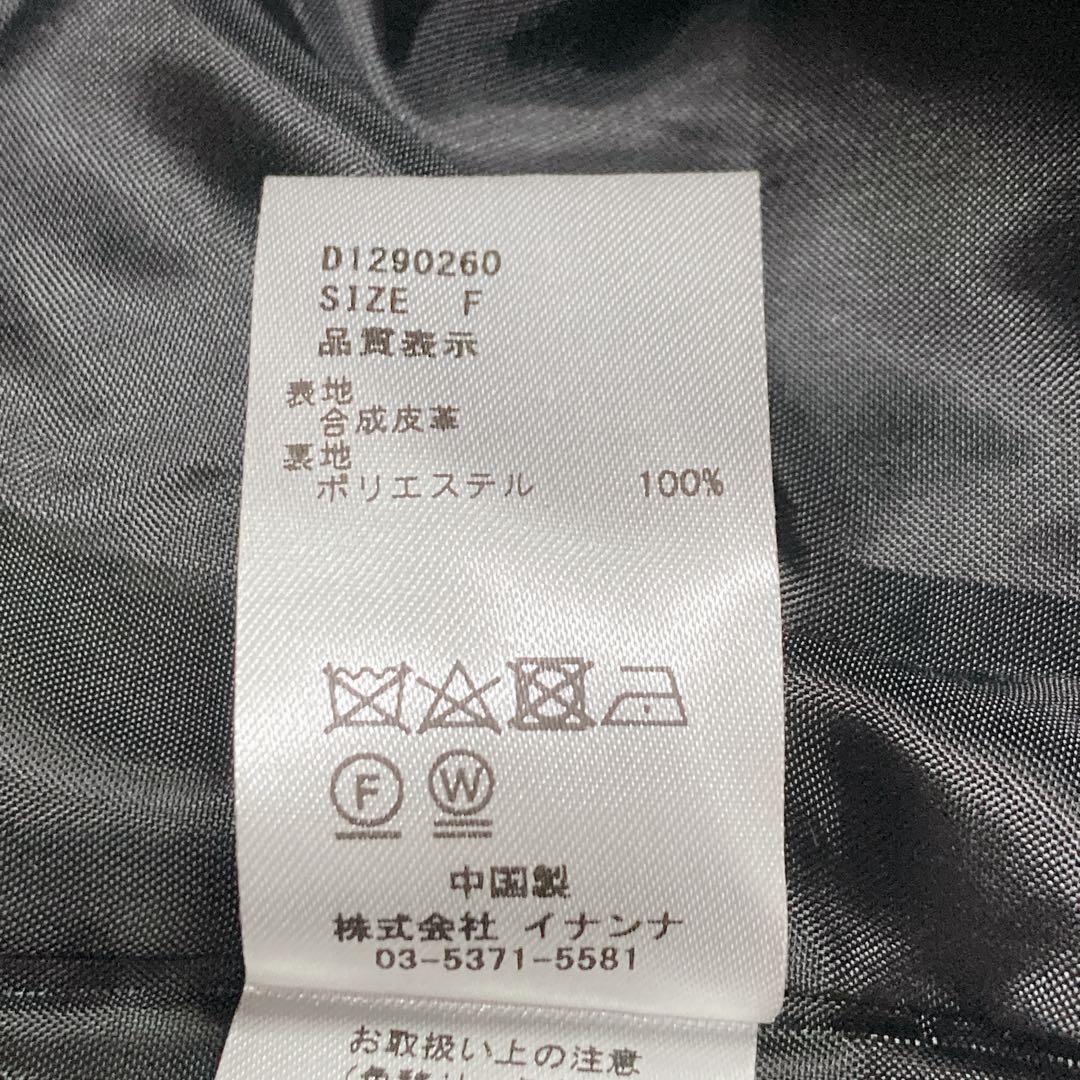 D1290260
SIZE F
品質表示
表地
合成皮革
裏地
ポリエステル 100%
F
W
中国製
株式会社 イナンナ
03-5371-5581
お取扱い上の注意